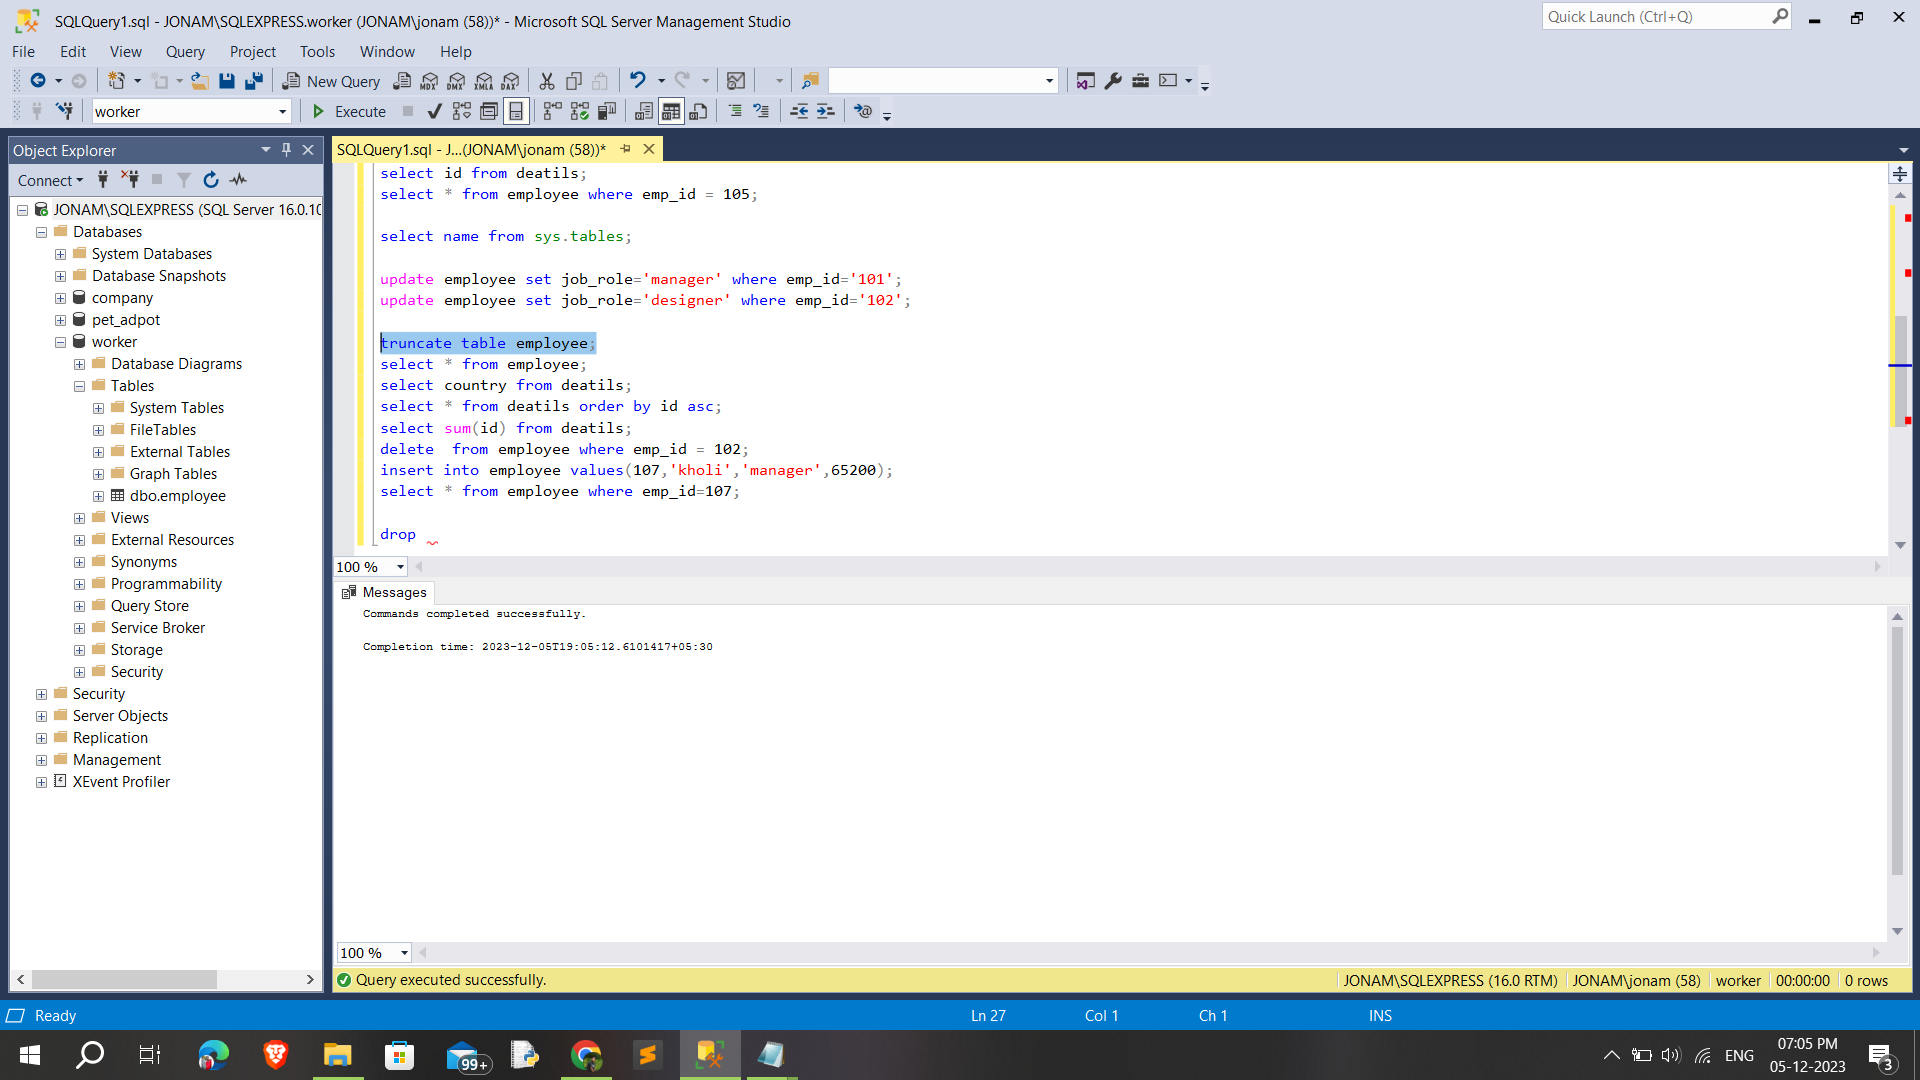 SQLQuery1.sql - JONAM\SQLEXPRESS.worker (JONAM\jonam (58))* - Microsoft SQL Server Management Studio
Quick Launch (Ctrl+Q)
File Edit View Query Project Tools Window Help
New Query MDX DMX XMLA DAX
worker Execute
Object Explorer
Connect
JONAM\SQLEXPRESS (SQL Server 16.0.10
Databases
System Databases
Database Snapshots
company
pet_adpot
worker
Database Diagrams
Tables
System Tables
FileTables
External Tables
Graph Tables
dbo.employee
Views
External Resources
Synonyms
Programmability
Query Store
Service Broker
Storage
Security
Security
Server Objects
Replication
Management
XEvent Profiler
SQLQuery1.sql - J...(JONAM\jonam (58))*
select id from deatils;
select * from employee where emp_id = 105;
select name from sys.tables;
update employee set job_role='manager' where emp_id='101';
update employee set job_role='designer' where emp_id='102';
truncate table employee;
select * from employee;
select country from deatils;
select * from deatils order by id asc;
select sum(id) from deatils;
delete  from employee where emp_id = 102;
insert into employee values(107,'kholi','manager',65200);
select * from employee where emp_id=107;
drop
100 %
Messages
Commands completed successfully.
Completion time: 2023-12-05T19:05:12.6101417+05:30
100 %
Query executed successfully. JONAM\SQLEXPRESS (16.0 RTM) JONAM\jonam (58) worker 00:00:00 0 rows
Ready Ln 27 Col 1 Ch 1 INS
99+ ENG 07:05 PM
05-12-2023 3